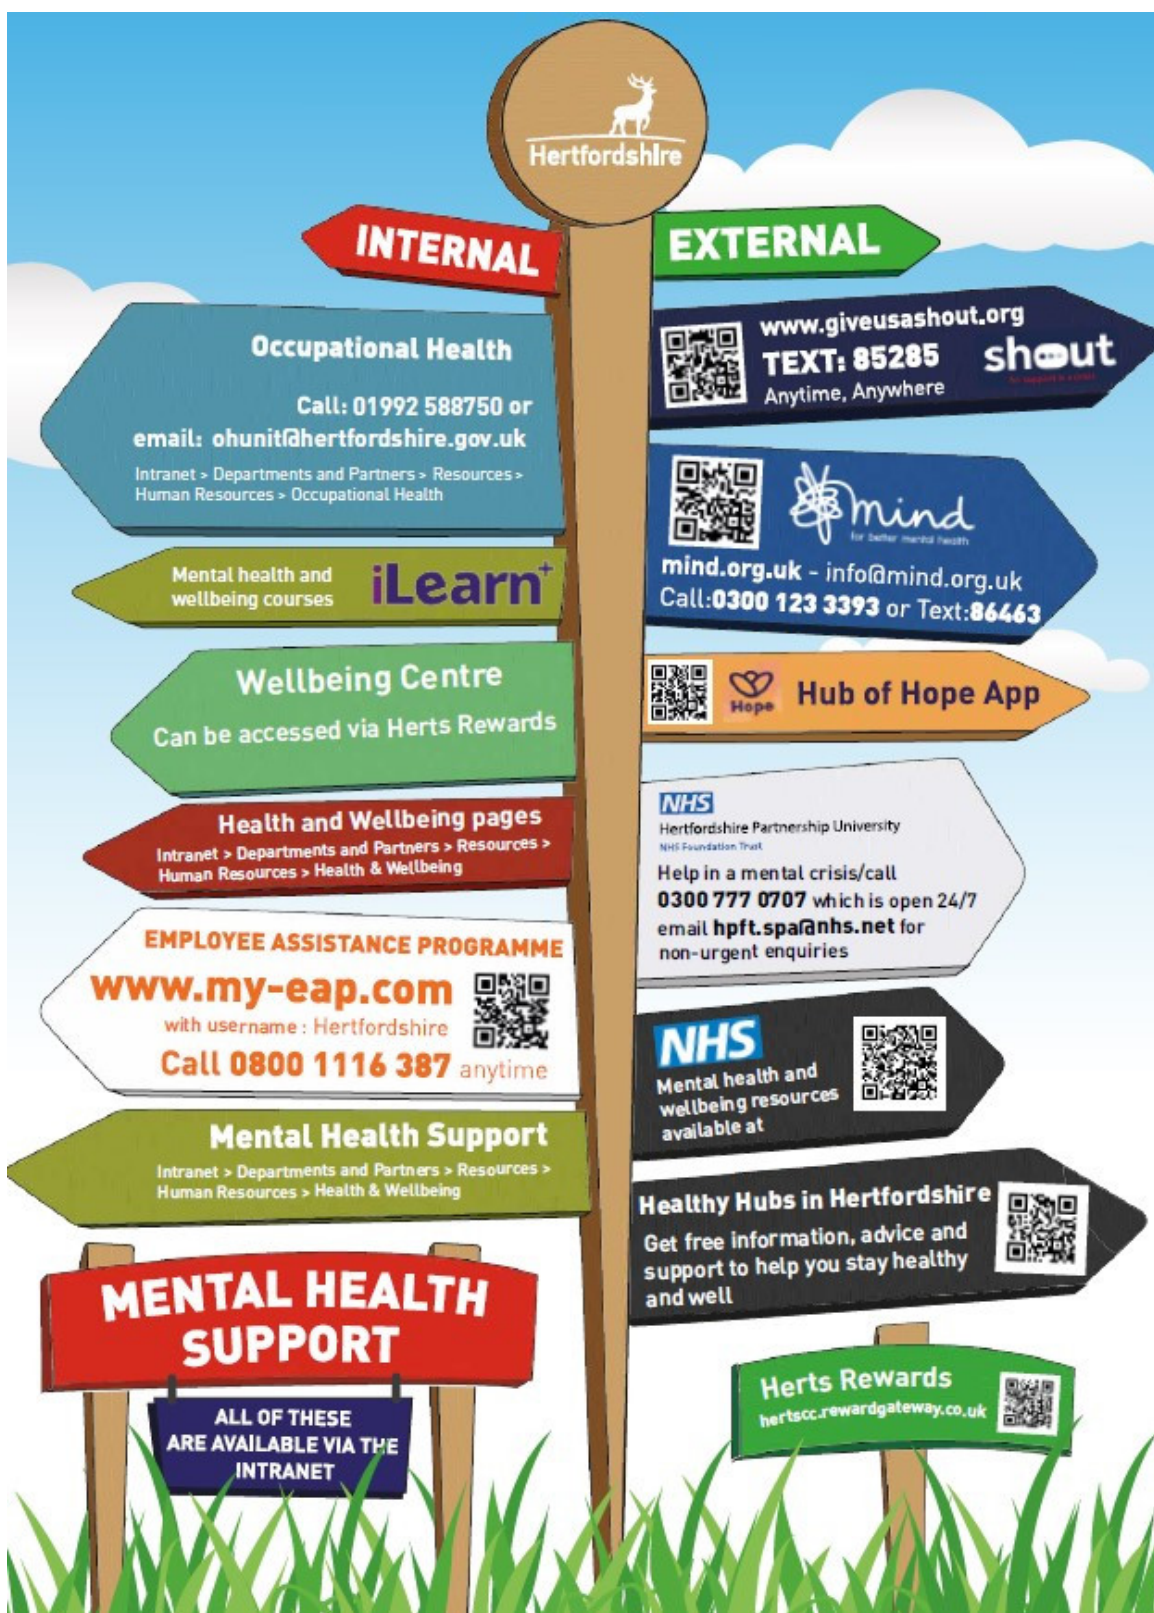 Hertfordshire
INTERNAL
Occupational Health
Call: 01992 588750 or
email: ohunit@hertfordshire.gov.uk
Intranet > Departments and Partners > Resources >
Human Resources > Occupational Health
Mental health and
wellbeing courses
iLearn+
Wellbeing Centre
Can be accessed via Herts Rewards
Health and Wellbeing pages
Intranet > Departments and Partners > Resources >
Human Resources > Health & Wellbeing
EMPLOYEE ASSISTANCE PROGRAMME
www.my-eap.com
with username : Hertfordshire
Call 0800 1116 387 anytime
Mental Health Support
Intranet > Departments and Partners > Resources >
Human Resources > Health & Wellbeing
MENTAL HEALTH
SUPPORT
ALL OF THESE
ARE AVAILABLE VIA THE
INTRANET
EXTERNAL
www.giveusashout.org
TEXT: 85285
Anytime, Anywhere
shout
mind
for better mental health
mind.org.uk - info@mind.org.uk
Call:0300 123 3393 or Text:86463
Hope
Hub of Hope App
NHS
Hertfordshire Partnership University
NHS Foundation Trust
Help in a mental crisis/call
0300 777 0707 which is open 24/7
email hpft.spa@nhs.net for
non-urgent enquiries
NHS
Mental health and
wellbeing resources
available at
Healthy Hubs in Hertfordshire
Get free information, advice and
support to help you stay healthy
and well
Herts Rewards
hertscc.rewardgateway.co.uk